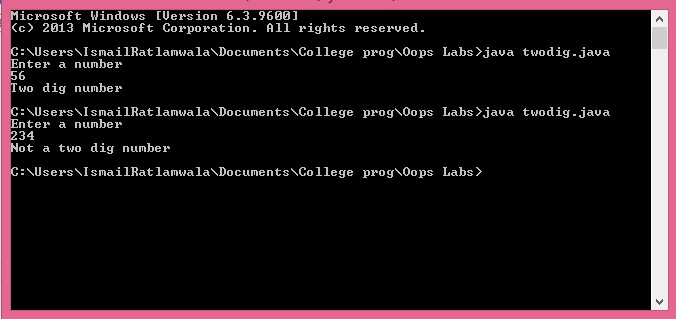 Microsoft Windows [Version 6.3.9600]
(c) 2013 Microsoft Corporation. All rights reserved.
C:\Users\IsmailRatlamwala\Documents\College prog\Oops Labs>java twodig.java
Enter a number
56
Two dig number
C:\Users\IsmailRatlamwala\Documents\College prog\Oops Labs>java twodig.java
Enter a number
234
Not a two dig number
C:\Users\IsmailRatlamwala\Documents\College prog\Oops Labs>